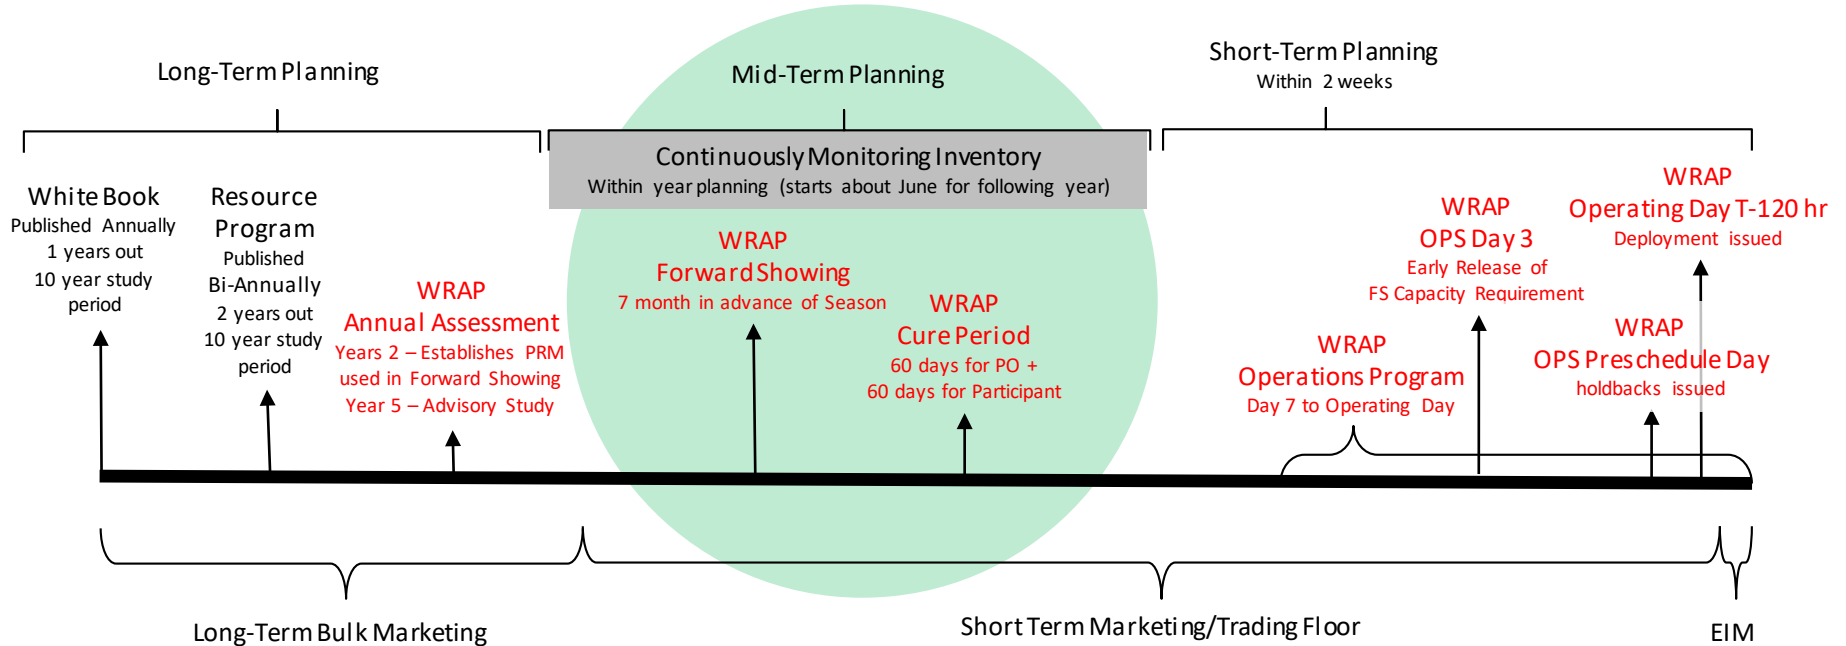 Long-Term Planning
Mid-Term Planning
Short-Term Planning
Within 2 weeks
Continuously Monitoring Inventory
Within year planning (starts about June for following year)
White Book
Published Annually
1 years out
10 year study
period
Resource
Program
Published
Bi-Annually
2 years out
10 year study
period
WRAP
Annual Assessment
Years 2 – Establishes PRM
used in Forward Showing
Year 5 – Advisory Study
WRAP
Forward Showing
7 month in advance of Season
WRAP
Cure Period
60 days for PO +
60 days for Participant
WRAP
Operations Program
Day 7 to Operating Day
WRAP
OPS Day 3
Early Release of
FS Capacity Requirement
WRAP
OPS Preschedule Day
holdbacks issued
WRAP
Operating Day T-120 hr
Deployment issued
Long-Term Bulk Marketing
Short Term Marketing/Trading Floor
EIM